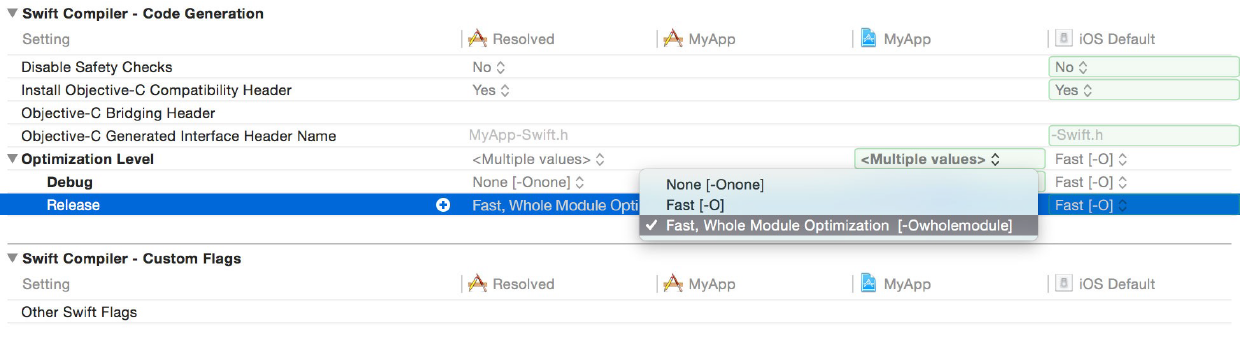 Swift Compiler - Code Generation
Setting Resolved MyApp MyApp iOS Default
Disable Safety Checks No No
Install Objective-C Compatibility Header Yes Yes
Objective-C Bridging Header
Objective-C Generated Interface Header Name MyApp-Swift.h -Swift.h
Optimization Level <Multiple values> <Multiple values> Fast [-O]
Debug None [-Onone] None [-Onone] Fast [-O]
Release Fast, Whole Module Opti Fast [-O] Fast [-O]
Fast, Whole Module Optimization [-Owholemodule]
Swift Compiler - Custom Flags
Setting Resolved MyApp MyApp iOS Default
Other Swift Flags